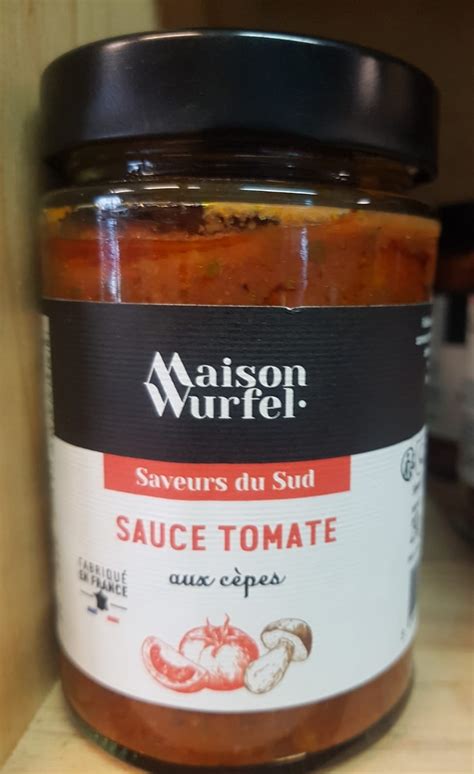 Maison
Wurfel.
Saveurs du Sud
SAUCE TOMATE
aux cèpes
FABRIQUÉ
EN FRANCE